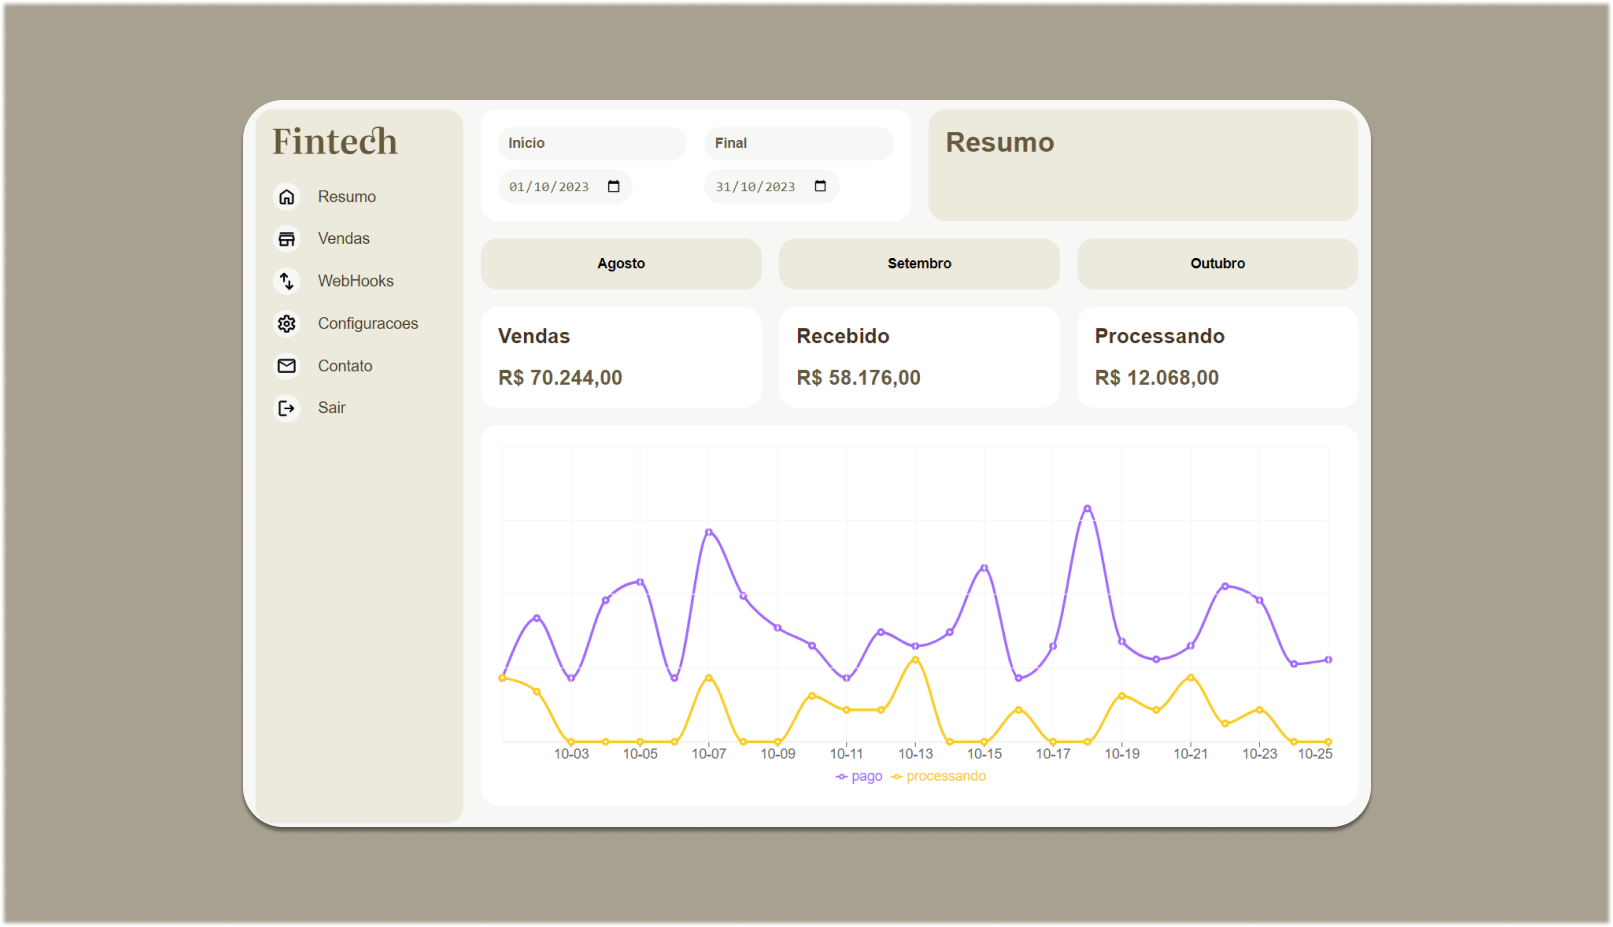 Fintech
Resumo
Vendas
WebHooks
Configuracoes
Contato
Sair
Início
Final
01/10/2023
31/10/2023
Resumo
Agosto
Setembro
Outubro
Vendas
R$ 70.244,00
Recebido
R$ 58.176,00
Processando
R$ 12.068,00
10-03 10-05 10-07 10-09 10-11 10-13 10-15 10-17 10-19 10-21 10-23 10-25
pago processando